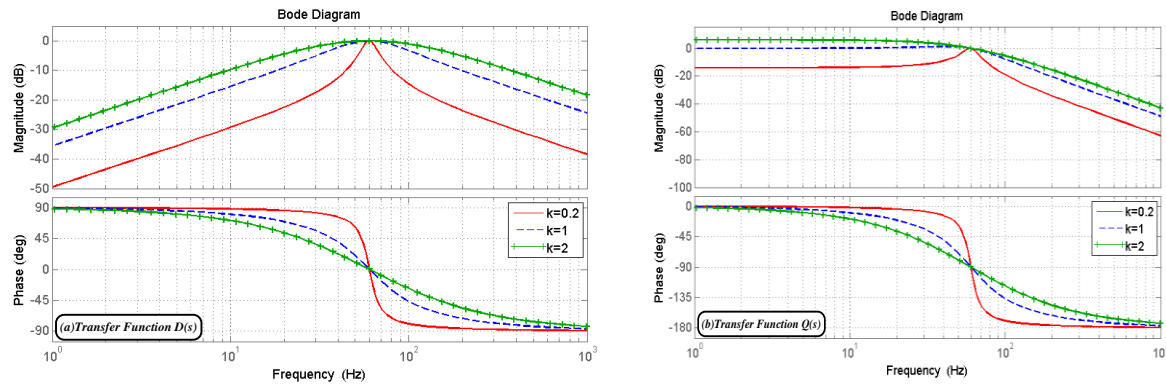 Bode Diagram
Magnitude (dB)
0
-10
-20
-30
-40
-50
Phase (deg)
90
45
0
-45
-90
k=0.2
k=1
k=2
(a)Transfer Function D(s)
10^0
10^1
10^2
10^3
Frequency (Hz)
Bode Diagram
Magnitude (dB)
20
0
-20
-40
-60
-80
-100
Phase (deg)
0
-45
-90
-135
-180
k=0.2
k=1
k=2
(b)Transfer Function Q(s)
10^0
10^1
10^2
10
Frequency (Hz)